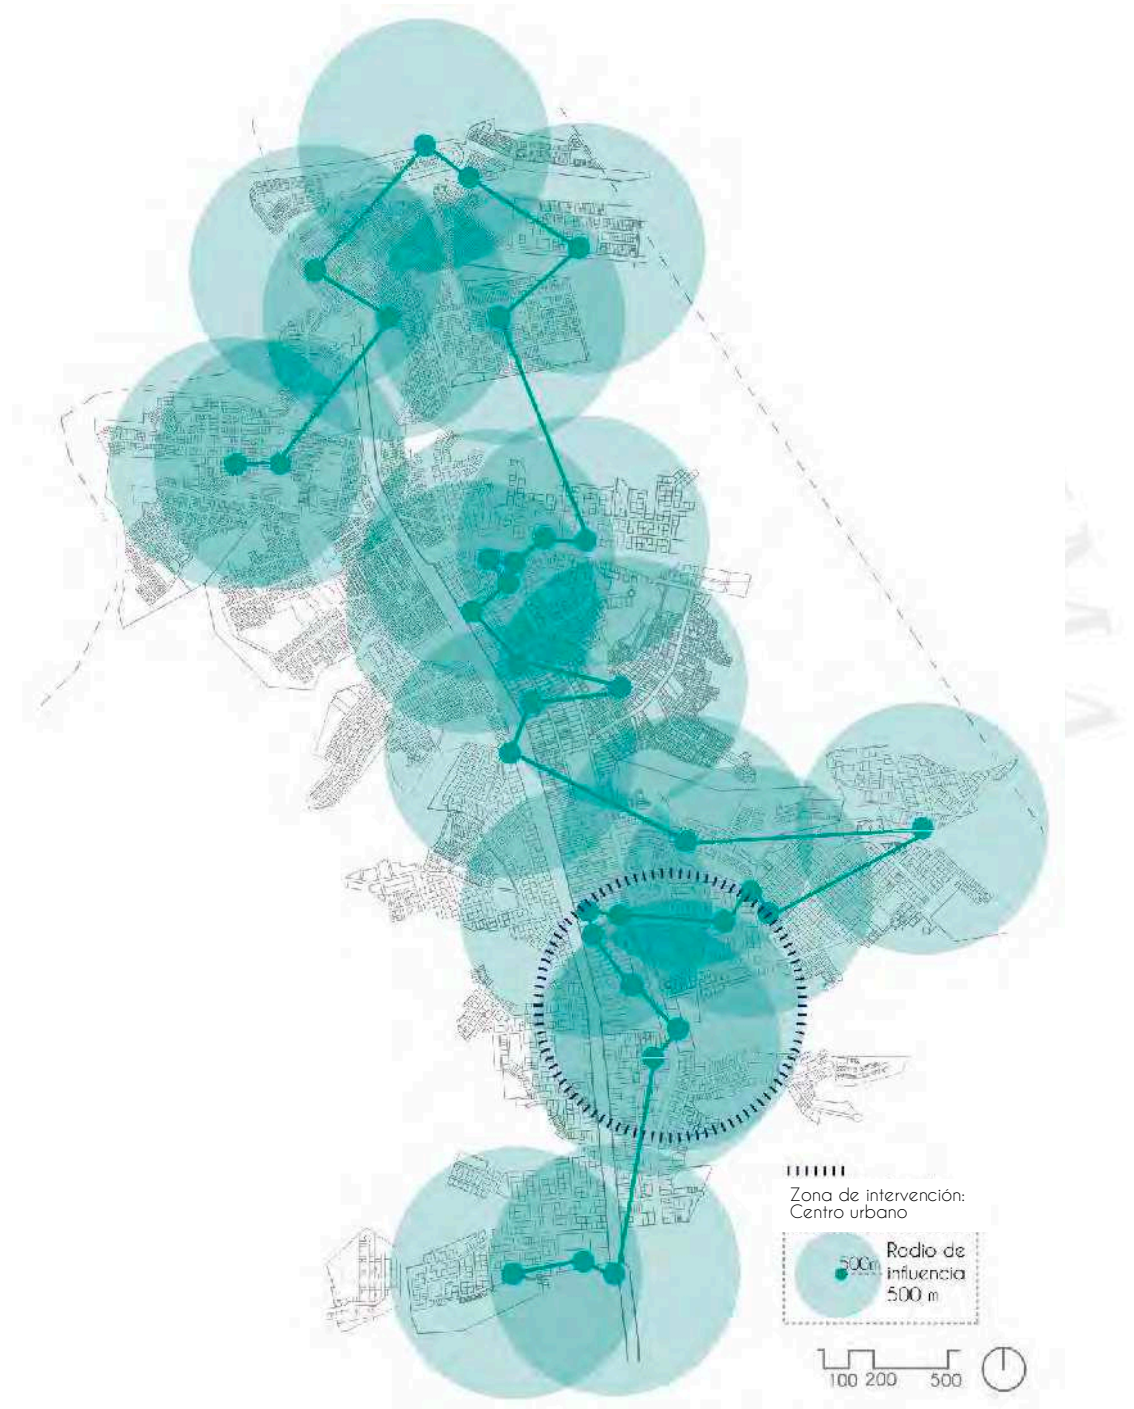 Zona de intervención:
Centro urbano
500m
Radio de
influencia
500 m
100 200 500